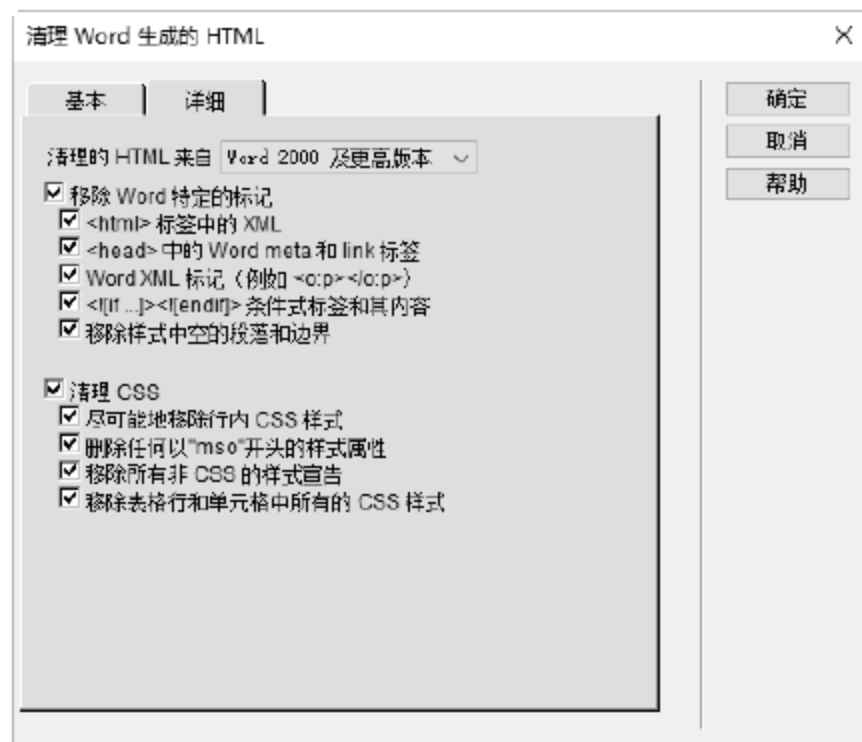 清理 Word 生成的 HTML
基本
详细
确定
取消
帮助
清理的 HTML 来自 Word 2000 及更高版本
移除 Word 特定的标记
<html> 标签中的 XML
<head> 中的 Word meta 和 link 标签
Word XML 标记（例如 <o:p></o:p>）
<![if ...]><![endif]> 条件式标签和其内容
移除样式中空的段落和边界
清理 CSS
尽可能地移除行内 CSS 样式
删除任何以"mso"开头的样式属性
移除所有非 CSS 的样式宣告
移除表格行和单元格中所有的 CSS 样式